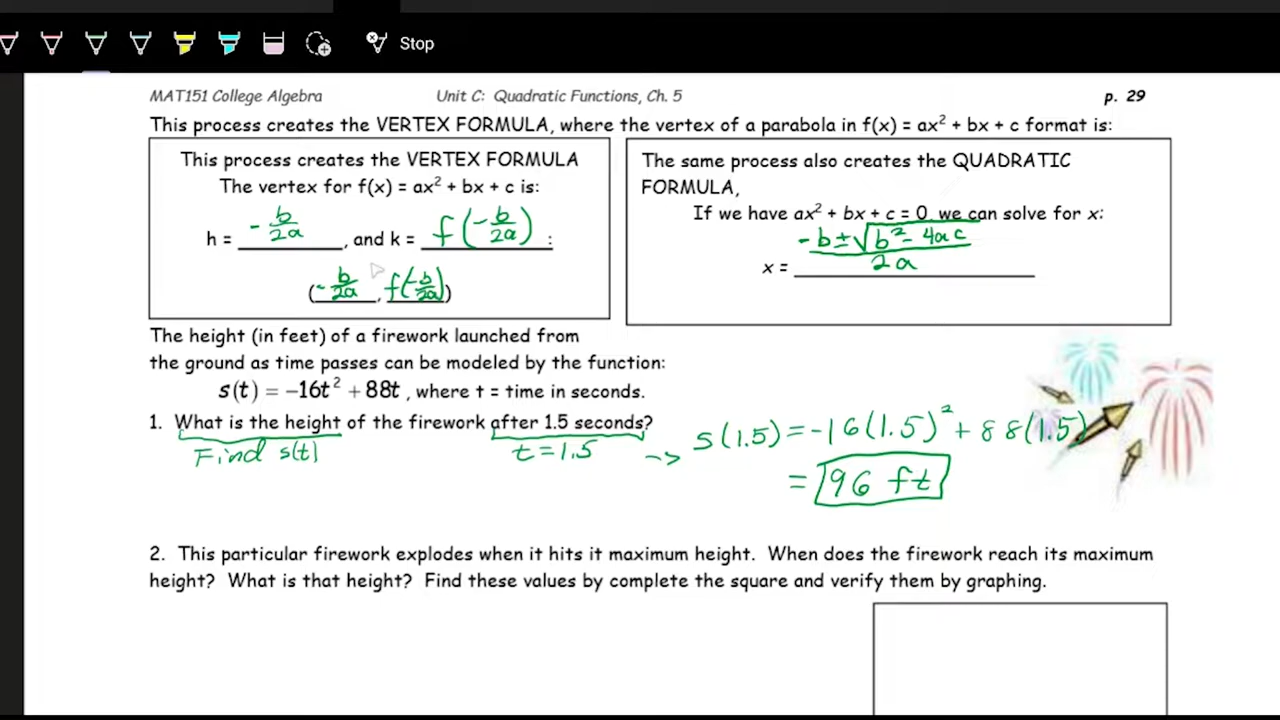 Stop
MAT151 College Algebra Unit C: Quadratic Functions, Ch. 5 p. 29
This process creates the VERTEX FORMULA, where the vertex of a parabola in f(x) = ax² + bx + c format is:
This process creates the VERTEX FORMULA
The vertex for f(x) = ax² + bx + c is:
h = -b/2a, and k = f(-b/2a) :
(-b/2a, f(-b/2a))
The same process also creates the QUADRATIC
FORMULA,
If we have ax² + bx + c = 0 we can solve for x:
x = -b±√b²-4ac / 2a
The height (in feet) of a firework launched from
the ground as time passes can be modeled by the function:
s(t) = -16t² + 88t, where t = time in seconds.
1. What is the height of the firework after 1.5 seconds?
Find s(t) t=1.5 ->
s(1.5) = -16(1.5)² + 88(1.5)
= 96 ft
2. This particular firework explodes when it hits it maximum height. When does the firework reach its maximum
height? What is that height? Find these values by complete the square and verify them by graphing.